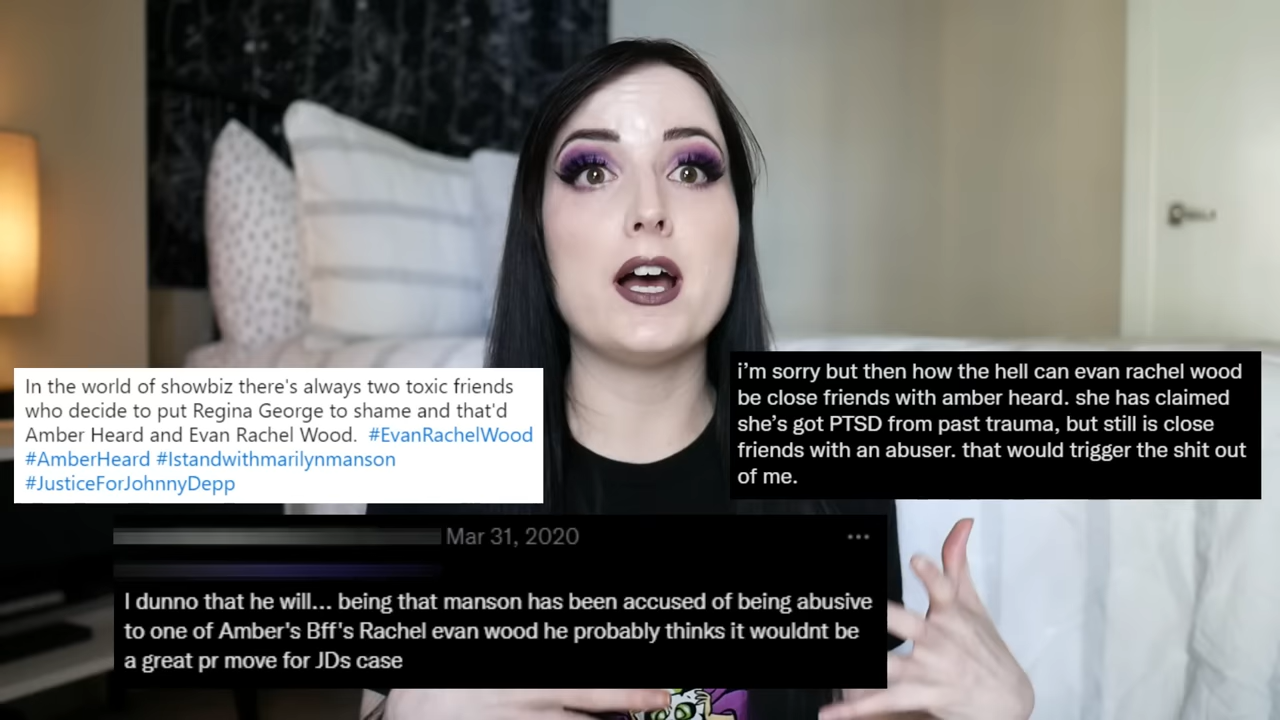 In the world of showbiz there's always two toxic friends
who decide to put Regina George to shame and that'd
Amber Heard and Evan Rachel Wood. #EvanRachelWood
#AmberHeard #Istandwithmarilynmanson
#JusticeForJohnnyDepp
i’m sorry but then how the hell can evan rachel wood
be close friends with amber heard. she has claimed
she’s got PTSD from past trauma, but still is close
friends with an abuser. that would trigger the shit out
of me.
Mar 31, 2020
I dunno that he will... being that manson has been accused of being abusive
to one of Amber's Bff's Rachel evan wood he probably thinks it wouldnt be
a great pr move for JDs case